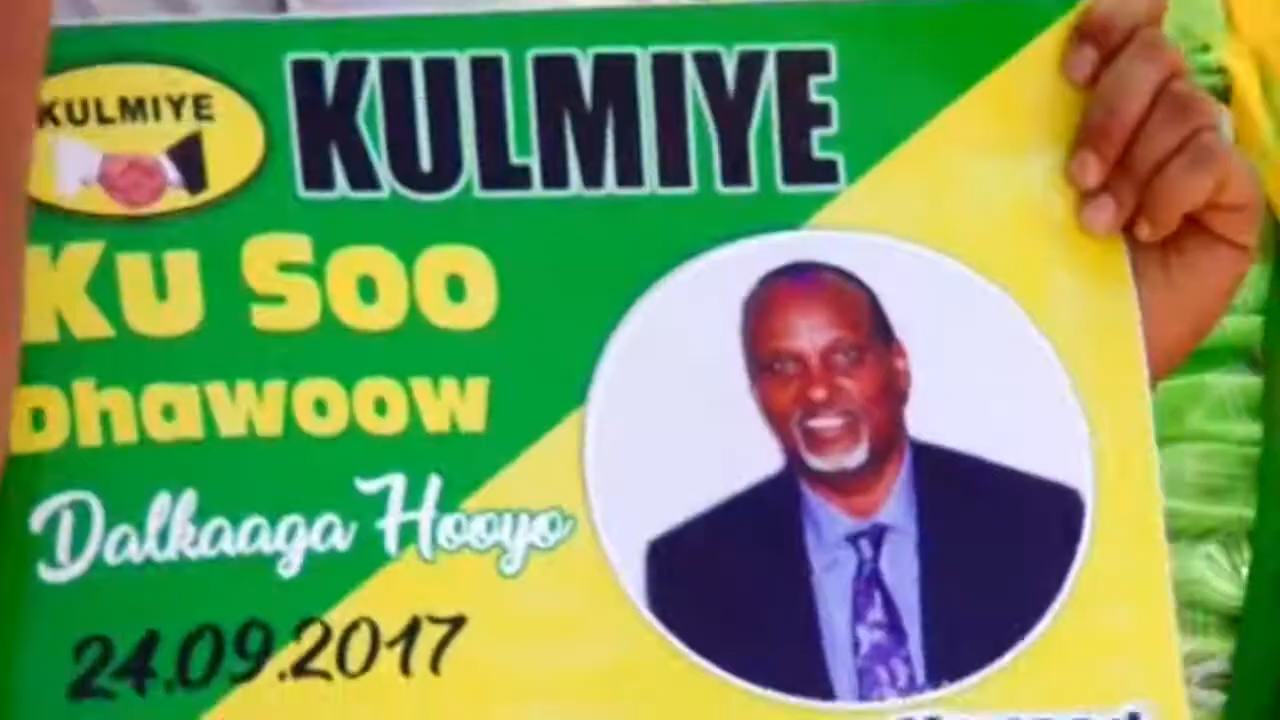 KULMIYE
KULMIYE
Ku Soo
Dhawoow
Dalkaaga Hooyo
24.09.2017